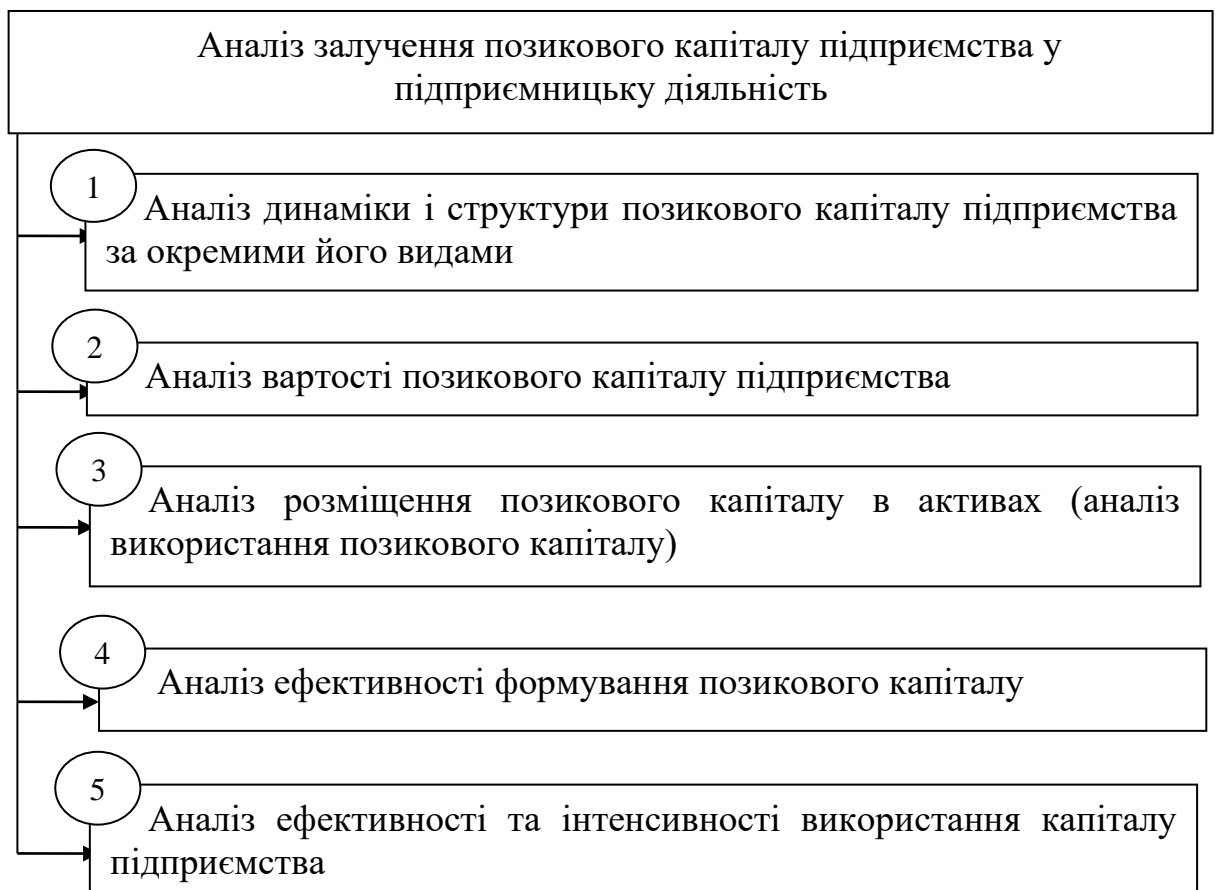 Аналіз залучення позикового капіталу підприємства у
підприємницьку діяльність
1
Аналіз динаміки і структури позикового капіталу підприємства
за окремими його видами
2
Аналіз вартості позикового капіталу підприємства
3
Аналіз розміщення позикового капіталу в активах (аналіз
використання позикового капіталу)
4
Аналіз ефективності формування позикового капіталу
5
Аналіз ефективності та інтенсивності використання капіталу
підприємства